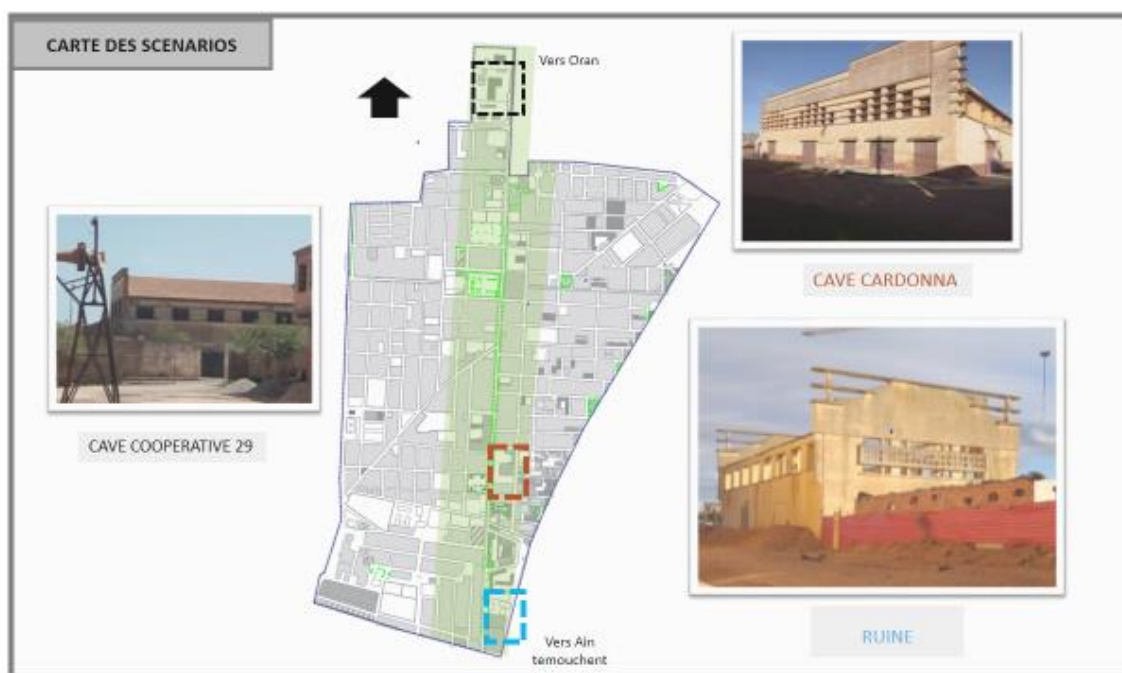 CARTE DES SCENARIOS
Vers Oran
CAVE CARDONNA
CAVE COOPERATIVE 29
RUINE
Vers Ain
temouchent